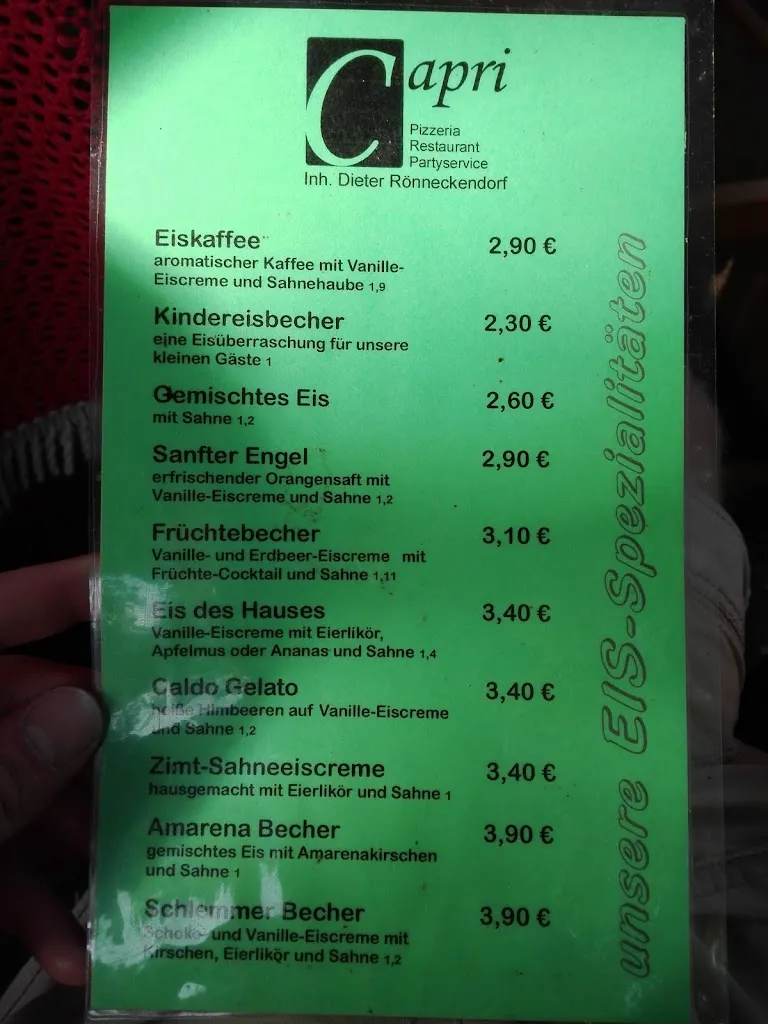 Capri
Pizzeria
Restaurant
Partyservice
Inh. Dieter Rönneckendorf
Eiskaffee 2,90 €
aromatischer Kaffee mit Vanille-
Eiscreme und Sahnehaube 1,9
Kindereisbecher 2,30 €
eine Eisüberraschung für unsere
kleinen Gäste 1
Gemischtes Eis 2,60 €
mit Sahne 1,2
Sanfter Engel 2,90 €
erfrischender Orangensaft mit
Vanille-Eiscreme und Sahne 1,2
Früchtebecher 3,10 €
Vanille- und Erdbeer-Eiscreme mit
Früchte-Cocktail und Sahne 1,11
Eis des Hauses 3,40 €
Vanille-Eiscreme mit Eierlikör,
Apfelmus oder Ananas und Sahne 1,4
Caldo Gelato 3,40 €
heiße Himbeeren auf Vanille-Eiscreme
und Sahne 1,2
Zimt-Sahneeiscreme 3,40 €
hausgemacht mit Eierlikör und Sahne 1
Amarena Becher 3,90 €
gemischtes Eis mit Amarenakirschen
und Sahne 1
Schlemmer Becher 3,90 €
Schoko- und Vanille-Eiscreme mit
Kirschen, Eierlikör und Sahne 1,2
unsere EIS-Spezialitäten